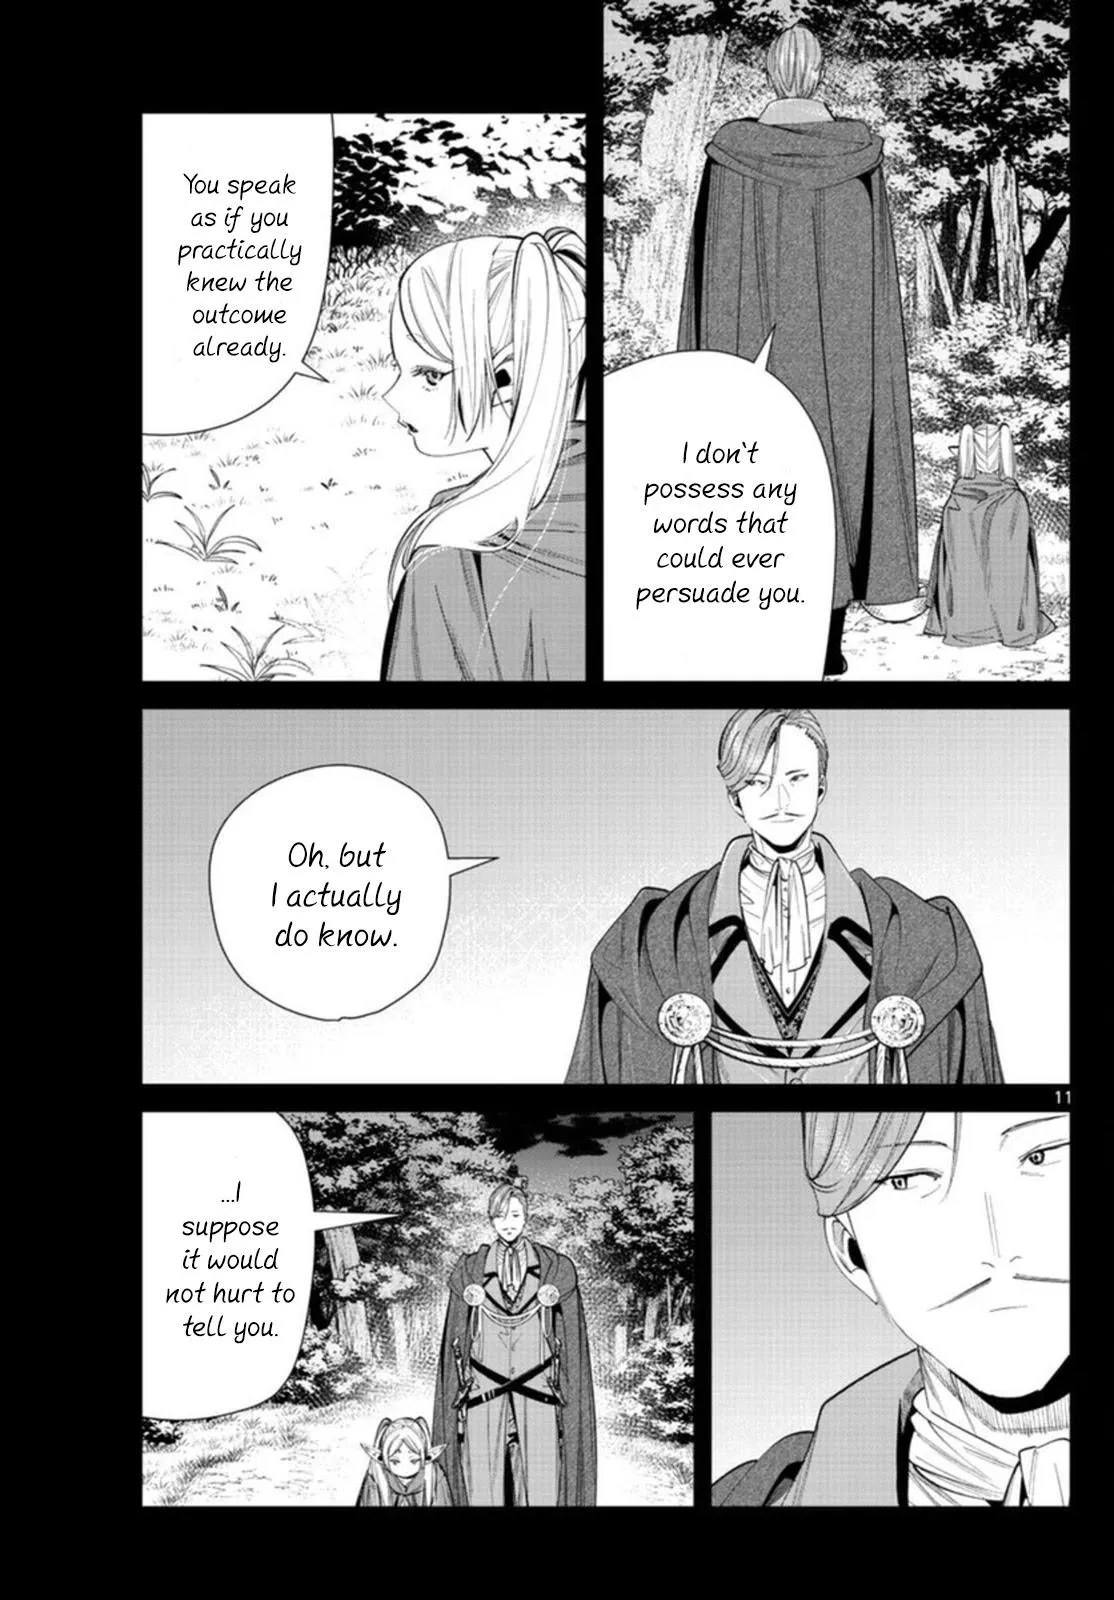 I don't
possess any
words that
could ever
persuade you.
You speak
as if you
practically
knew the
outcome
already.
Oh, but
I actually
do know.
11
...I
suppose
it would
not hurt to
tell you.